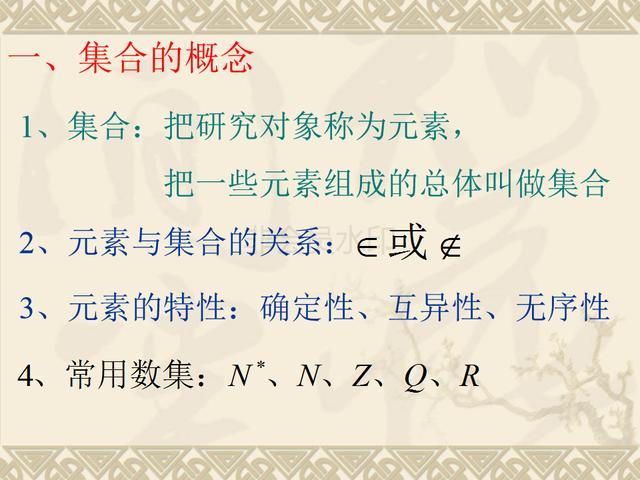 一、集合的概念
1、集合：把研究对象称为元素，
把一些元素组成的总体叫做集合
2、元素与集合的关系：∈或∉
3、元素的特性：确定性、互异性、无序性
4、常用数集：N*、N、Z、Q、R